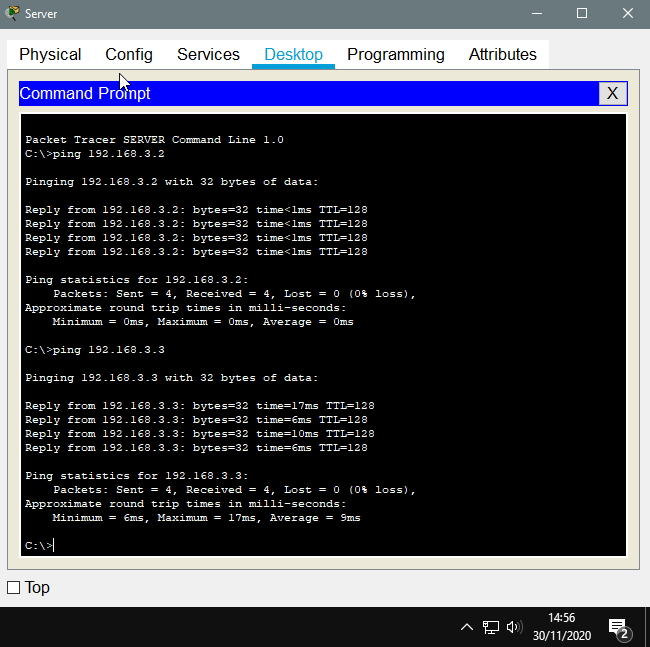 Server
Physical Config Services Desktop Programming Attributes
Command Prompt X
Packet Tracer SERVER Command Line 1.0
C:\>ping 192.168.3.2
Pinging 192.168.3.2 with 32 bytes of data:
Reply from 192.168.3.2: bytes=32 time<1ms TTL=128
Reply from 192.168.3.2: bytes=32 time<1ms TTL=128
Reply from 192.168.3.2: bytes=32 time<1ms TTL=128
Reply from 192.168.3.2: bytes=32 time<1ms TTL=128
Ping statistics for 192.168.3.2:
Packets: Sent = 4, Received = 4, Lost = 0 (0% loss),
Approximate round trip times in milli-seconds:
Minimum = 0ms, Maximum = 0ms, Average = 0ms
C:\>ping 192.168.3.3
Pinging 192.168.3.3 with 32 bytes of data:
Reply from 192.168.3.3: bytes=32 time=17ms TTL=128
Reply from 192.168.3.3: bytes=32 time=6ms TTL=128
Reply from 192.168.3.3: bytes=32 time=10ms TTL=128
Reply from 192.168.3.3: bytes=32 time=6ms TTL=128
Ping statistics for 192.168.3.3:
Packets: Sent = 4, Received = 4, Lost = 0 (0% loss),
Approximate round trip times in milli-seconds:
Minimum = 6ms, Maximum = 17ms, Average = 9ms
C:\>
Top
14:56
30/11/2020
2